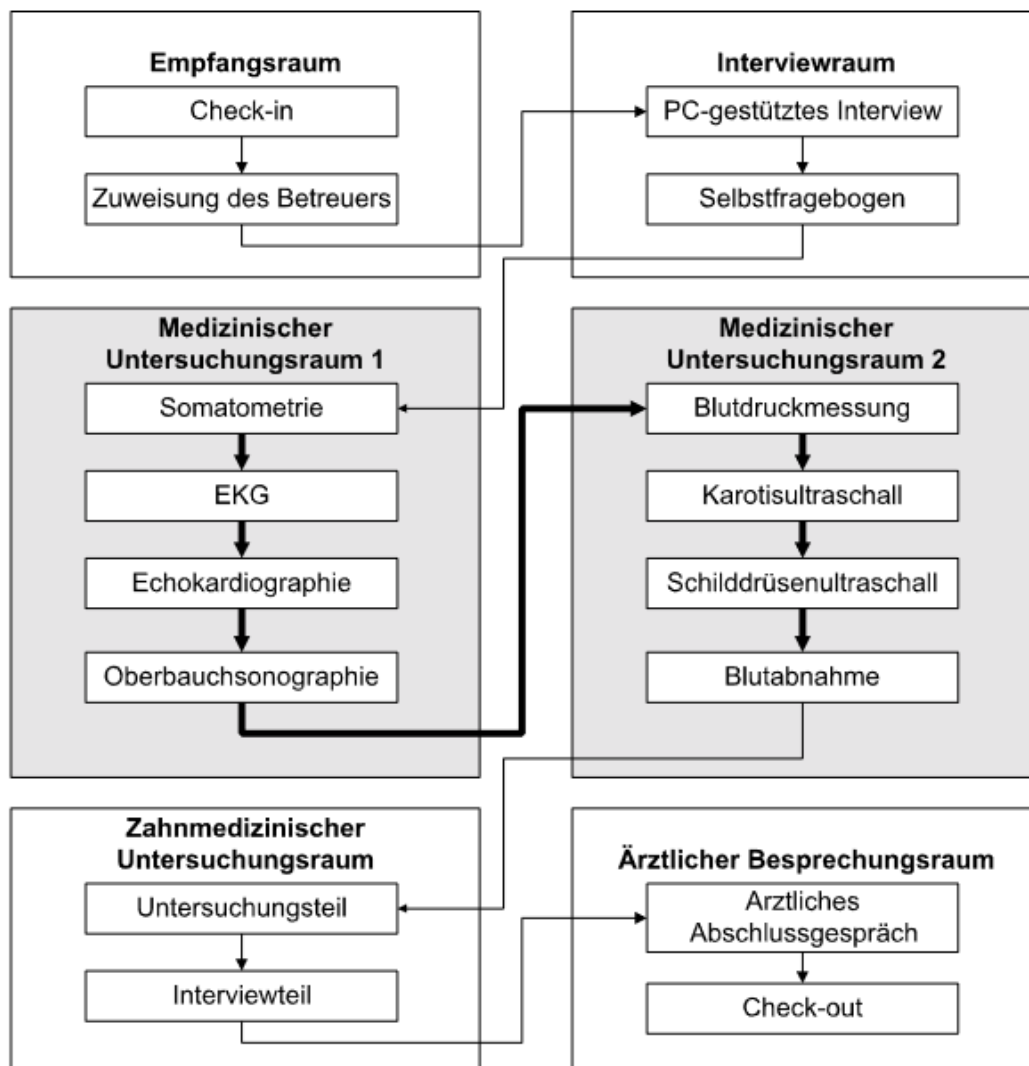 Empfangsraum
Check-in
Zuweisung des Betreuers
Interviewraum
PC-gestütztes Interview
Selbstfragebogen
Medizinischer
Untersuchungsraum 1
Somatometrie
EKG
Echokardiographie
Oberbauchsonographie
Medizinischer
Untersuchungsraum 2
Blutdruckmessung
Karotisultraschall
Schilddrüsenultraschall
Blutabnahme
Zahnmedizinischer
Untersuchungsraum
Untersuchungsteil
Interviewteil
Ärztlicher Besprechungsraum
Arztliches
Abschlussgespräch
Check-out